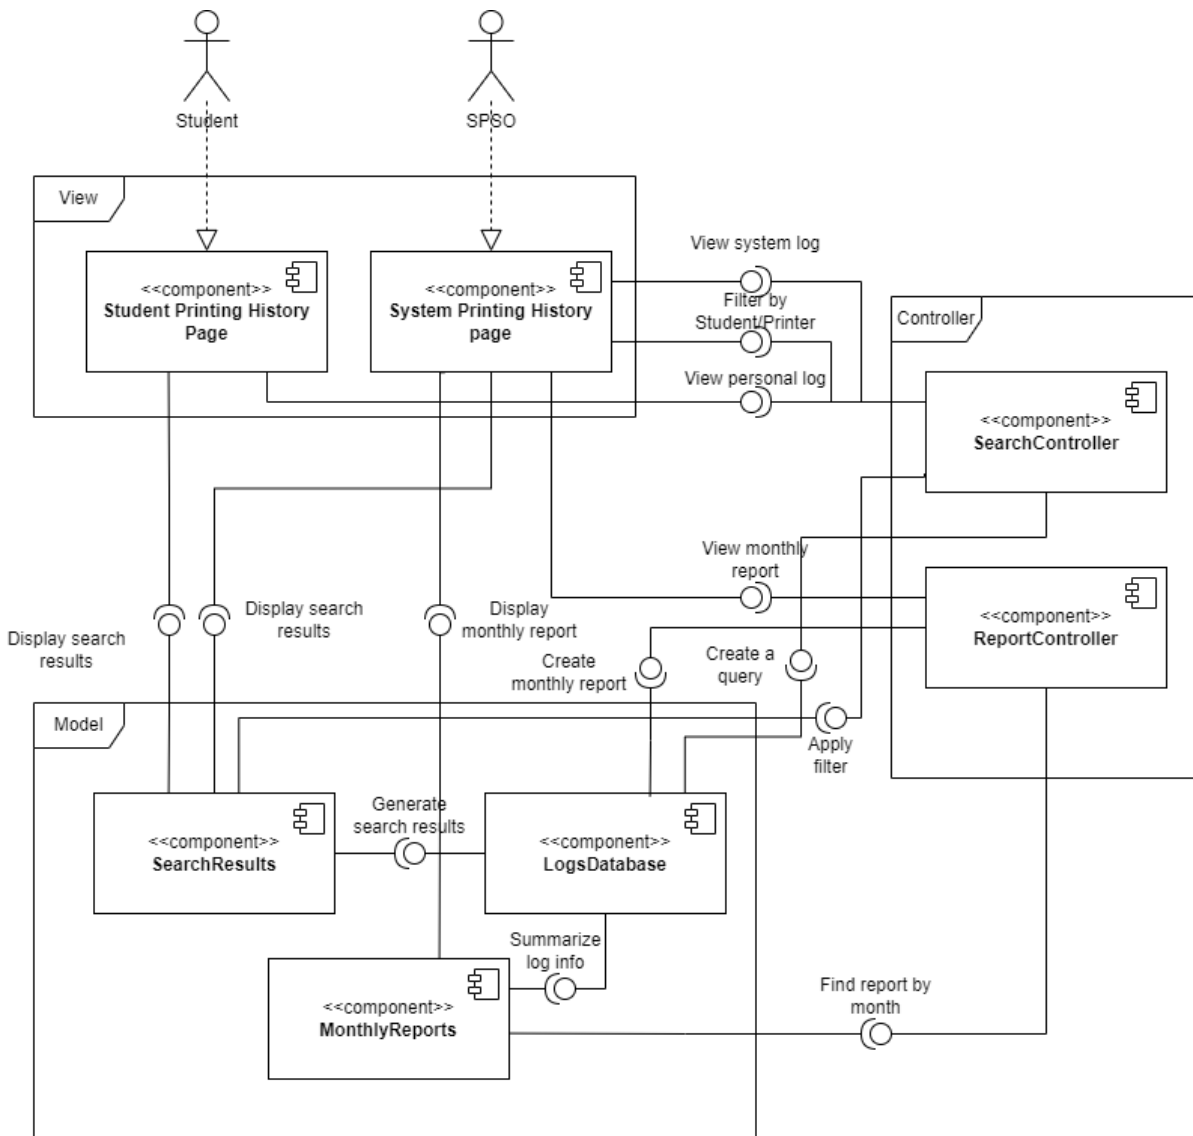 Student
SPSO
View
<<component>>
Student Printing History
Page
<<component>>
System Printing History
page
View system log
Filter by
Student/Printer
View personal log
Controller
<<component>>
SearchController
View monthly
report
<<component>>
ReportController
Display search
results
Display search
results
Display
monthly report
Create
monthly report
Create a
query
Apply
filter
Model
<<component>>
SearchResults
Generate
search results
<<component>>
LogsDatabase
Summarize
log info
<<component>>
MonthlyReports
Find report by
month